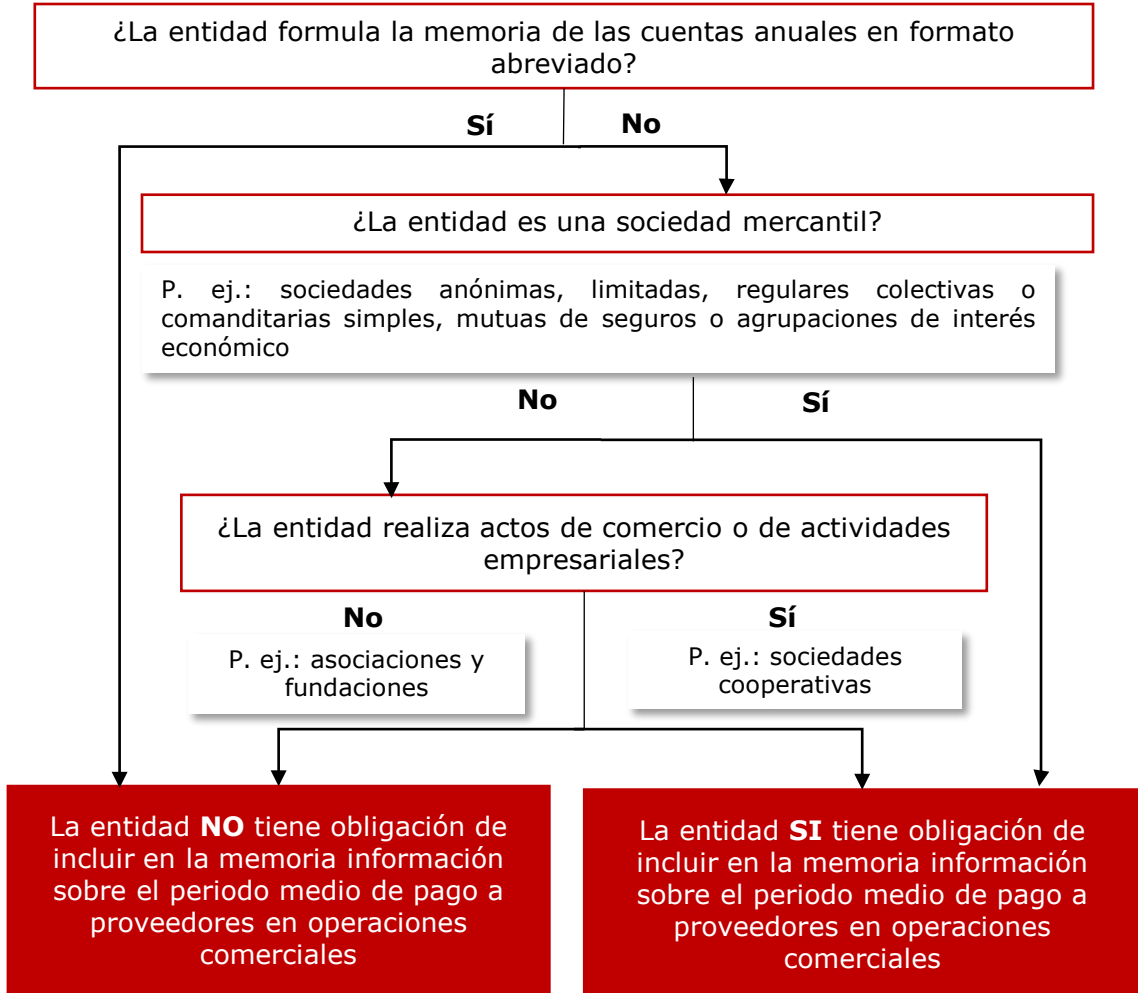 ¿La entidad formula la memoria de las cuentas anuales en formato
abreviado?
Sí
No
¿La entidad es una sociedad mercantil?
P. ej.: sociedades anónimas, limitadas, regulares colectivas o
comanditarias simples, mutuas de seguros o agrupaciones de interés
económico
No
Sí
¿La entidad realiza actos de comercio o de actividades
empresariales?
No
Sí
P. ej.: asociaciones y
fundaciones
P. ej.: sociedades
cooperativas
La entidad NO tiene obligación de
incluir en la memoria información
sobre el periodo medio de pago a
proveedores en operaciones
comerciales
La entidad SI tiene obligación de
incluir en la memoria información
sobre el periodo medio de pago a
proveedores en operaciones
comerciales